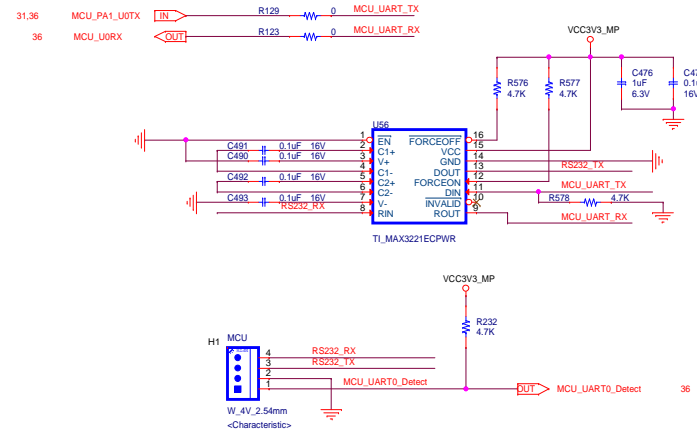 31,36 MCU_PA1_U0TX IN R129 0 MCU_UART_TX
36 MCU_U0RX OUT R123 0 MCU_UART_RX
VCC3V3_MP
R576
4.7K
R577
4.7K
C476
1uF
6.3V
0.1u
16V
U56
1 EN FORCEOFF 16
C491 0.1uF 16V 2 C1+ VCC 15
C490 0.1uF 16V 3 V+ GND 14
4 C1- DOUT 13 RS232_TX
C492 0.1uF 16V 5 C2+ FORCEON 12
6 C2- DIN 11 MCU_UART_TX
C493 0.1uF 16V 7 V- INVALID 10 R578 4.7K
RS232_RX 8 RIN ROUT 9 MCU_UART_RX
TI_MAX3221ECPWR
VCC3V3_MP
R232
4.7K
H1 MCU
4 RS232_RX
3 RS232_TX
2
1 MCU_UART0_Detect OUT MCU_UART0_Detect 36
W_4V_2.54mm
<Characteristic>